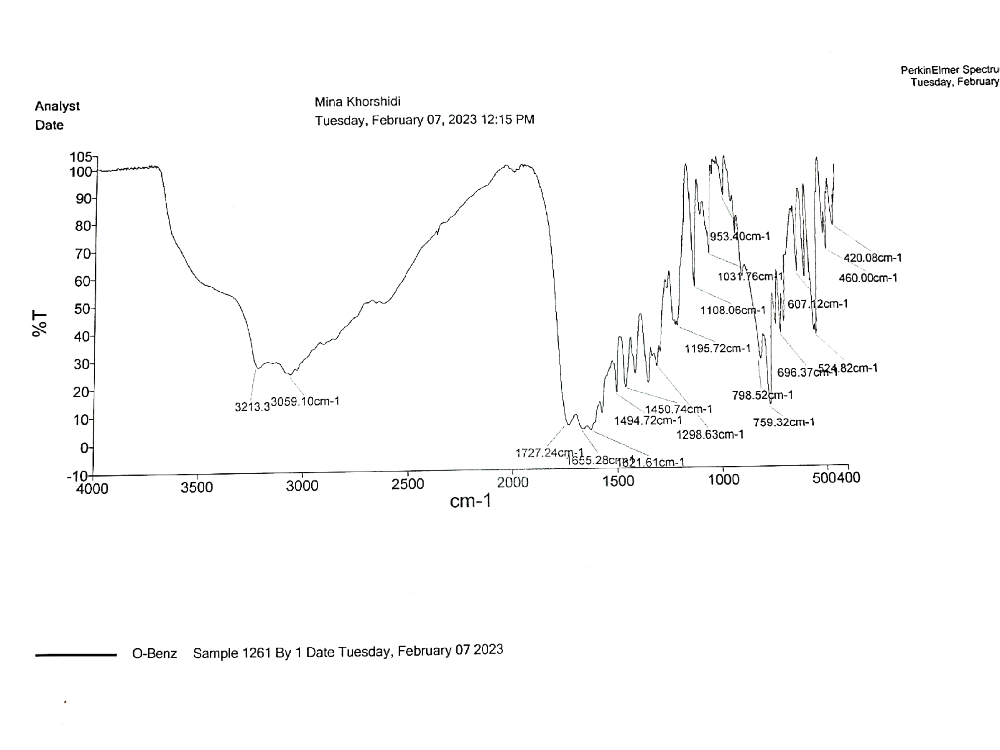 PerkinElmer Spectru
Tuesday, February
Analyst
Mina Khorshidi
Date
Tuesday, February 07, 2023 12:15 PM
105
100
90
80
70
60
50
40
30
20
10
0
-10
%T
4000
3500
3000
2500
2000
1500
1000
500400
cm-1
3213.3
3059.10cm-1
1727.24cm-1
1655.28cm-1
1621.61cm-1
1494.72cm-1
1450.74cm-1
1298.63cm-1
1195.72cm-1
1108.06cm-1
1031.76cm-1
953.40cm-1
798.52cm-1
759.32cm-1
696.37cm-1
524.82cm-1
607.12cm-1
460.00cm-1
420.08cm-1
O-Benz Sample 1261 By 1 Date Tuesday, February 07 2023